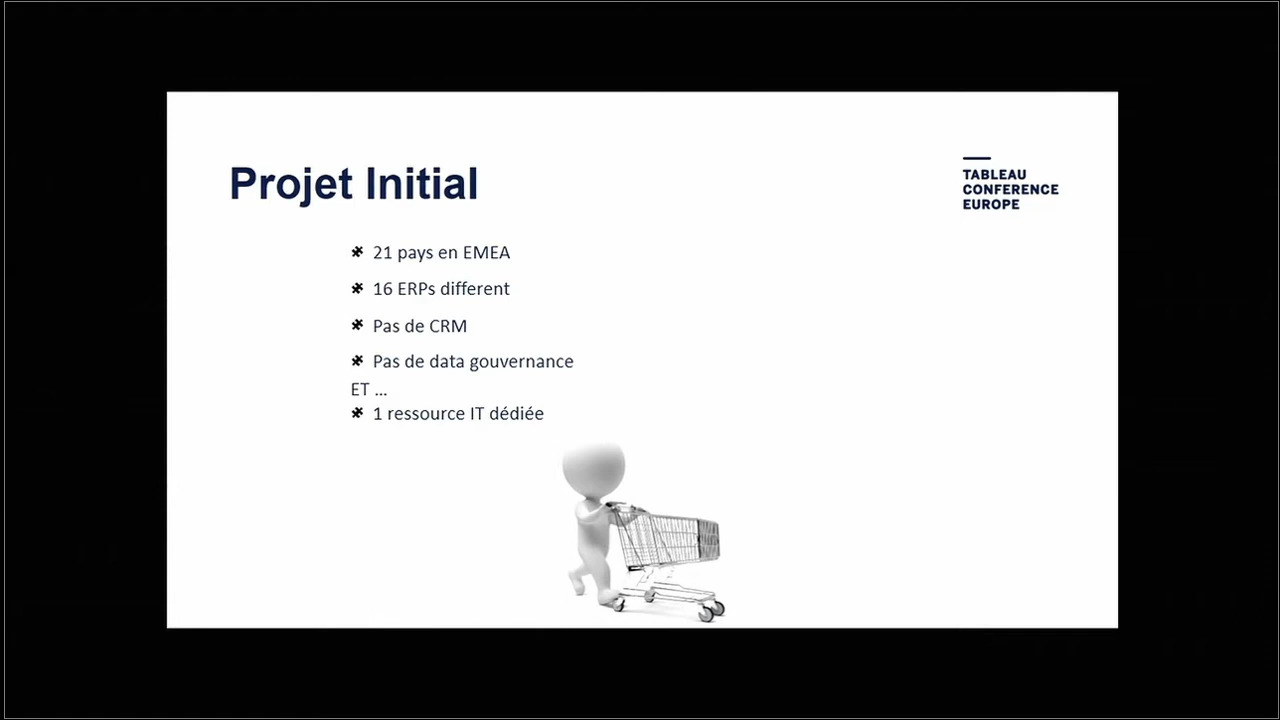 Projet Initial
TABLEAU
CONFERENCE
EUROPE
21 pays en EMEA
16 ERPs different
Pas de CRM
Pas de data gouvernance
ET ...
1 ressource IT dédiée